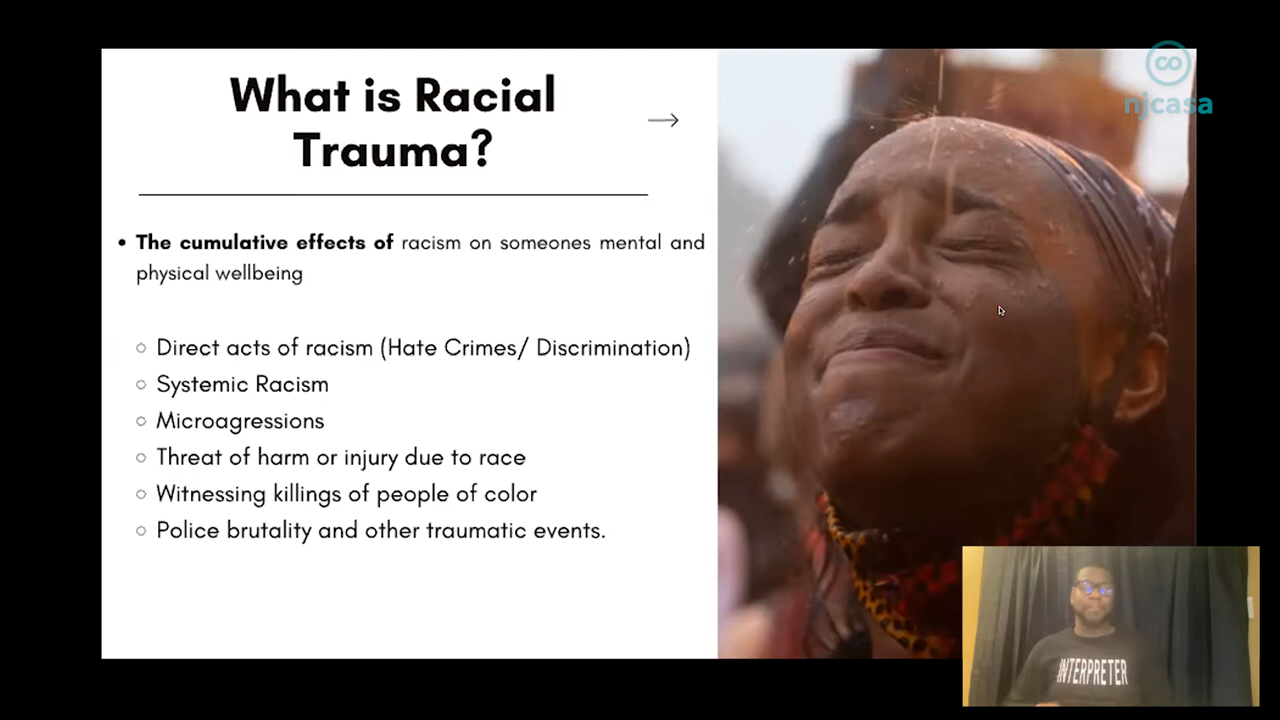 What is Racial
Trauma?
The cumulative effects of racism on someones mental and
physical wellbeing
Direct acts of racism (Hate Crimes/ Discrimination)
Systemic Racism
Microagressions
Threat of harm or injury due to race
Witnessing killings of people of color
Police brutality and other traumatic events.
co
njcasa
INTERPRETER